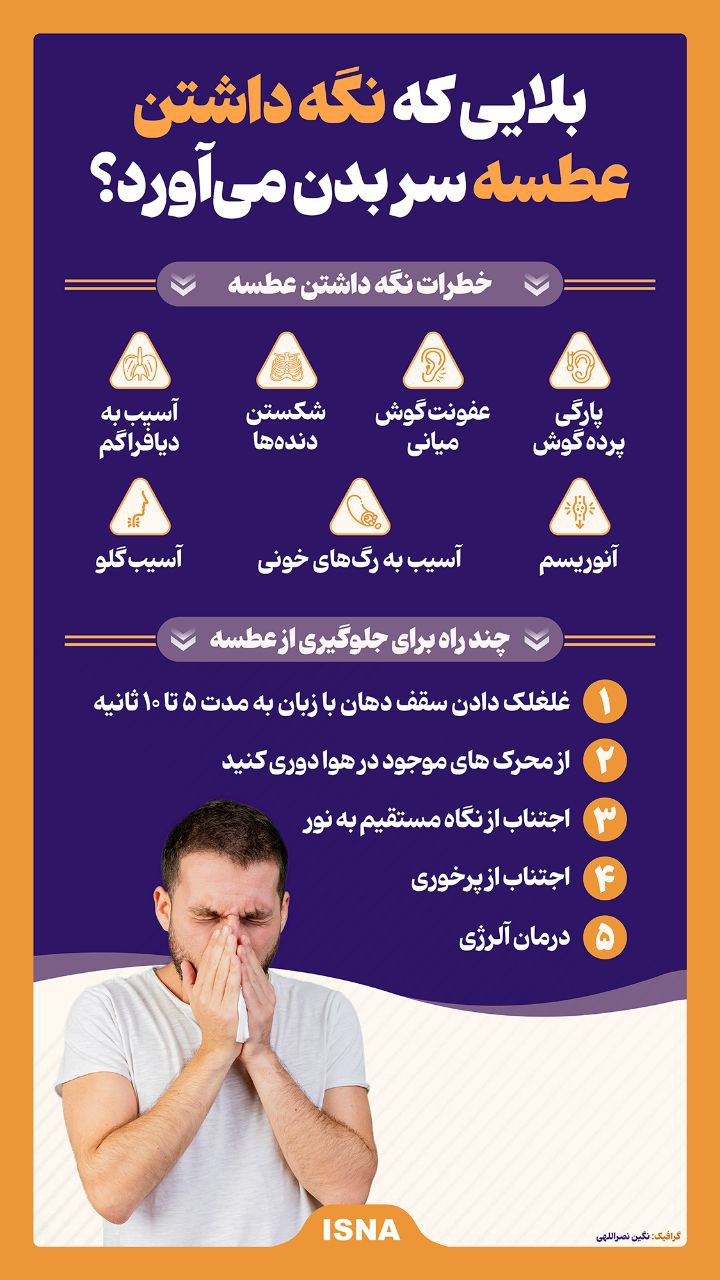 بلایی که نگه داشتن
عطسه سر بدن می‌آورد؟
خطرات نگه داشتن عطسه
پارگی
پرده گوش
عفونت گوش
میانی
شکستن
دنده‌ها
آسیب به
دیافراگم
آنوریسم
آسیب به رگ‌های خونی
آسیب گلو
چند راه برای جلوگیری از عطسه
۱ غلغلک دادن سقف دهان با زبان به مدت ۵ تا ۱۰ ثانیه
۲ از محرک های موجود در هوا دوری کنید
۳ اجتناب از نگاه مستقیم به نور
۴ اجتناب از پرخوری
۵ درمان آلرژی
ISNA
گرافیک: نگین نصراللهی